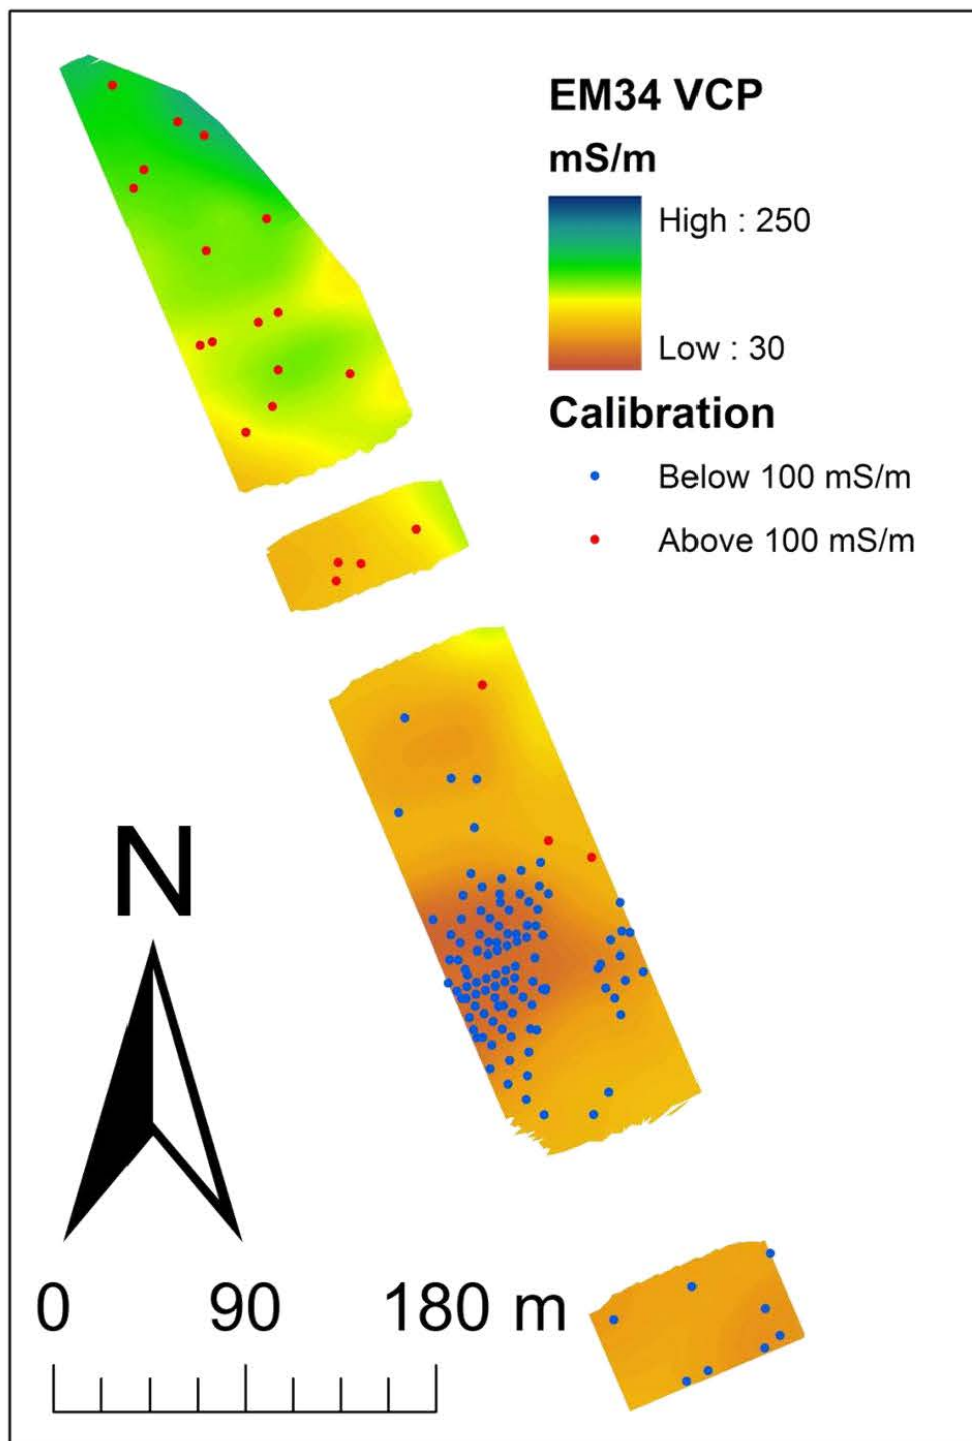 EM34 VCP
mS/m
High : 250
Low : 30
Calibration
Below 100 mS/m
Above 100 mS/m
N
0 90 180 m